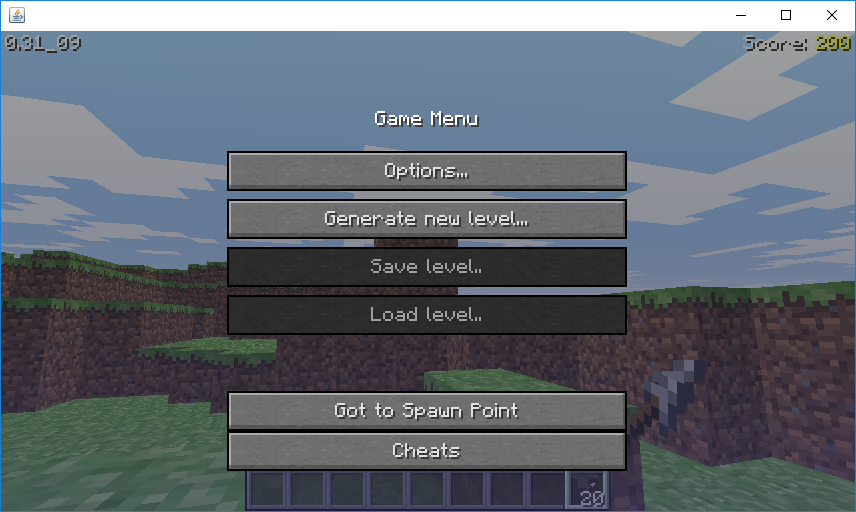 0.31_09
Score: 200
Game Menu
Options...
Generate new level...
Save level..
Load level..
Got to Spawn Point
Cheats
20